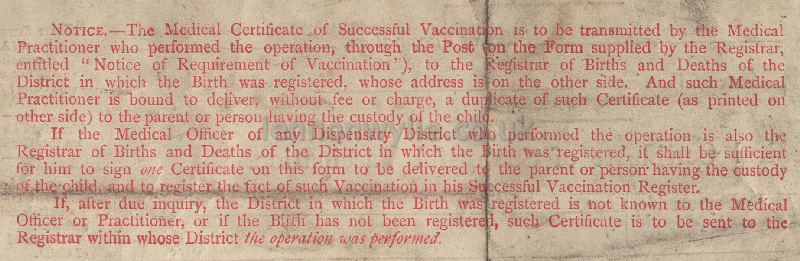 NOTICE.—The Medical Certificate of Successful Vaccination is to be transmitted by the Medical
Practitioner who performed the operation, through the Post (on the Form supplied by the Registrar,
entitled "Notice of Requirement of Vaccination"), to the Registrar of Births and Deaths of the
District in which the Birth was registered, whose address is on the other side. And such Medical
Practitioner is bound to deliver, without fee or charge, a duplicate of such Certificate (as printed on
other side) to the parent or person having the custody of the child.
If the Medical Officer of any Dispensary District who performed the operation is also the
Registrar of Births and Deaths of the District in which the Birth was registered, it shall be sufficient
for him to sign one Certificate on this form to be delivered to the parent or person having the custody
of the child, and to register the fact of such Vaccination in his Successful Vaccination Register.
If, after due inquiry, the District in which the Birth was registered is not known to the Medical
Officer or Practitioner, or if the Birth has not been registered, such Certificate is to be sent to the
Registrar within whose District the operation was performed.